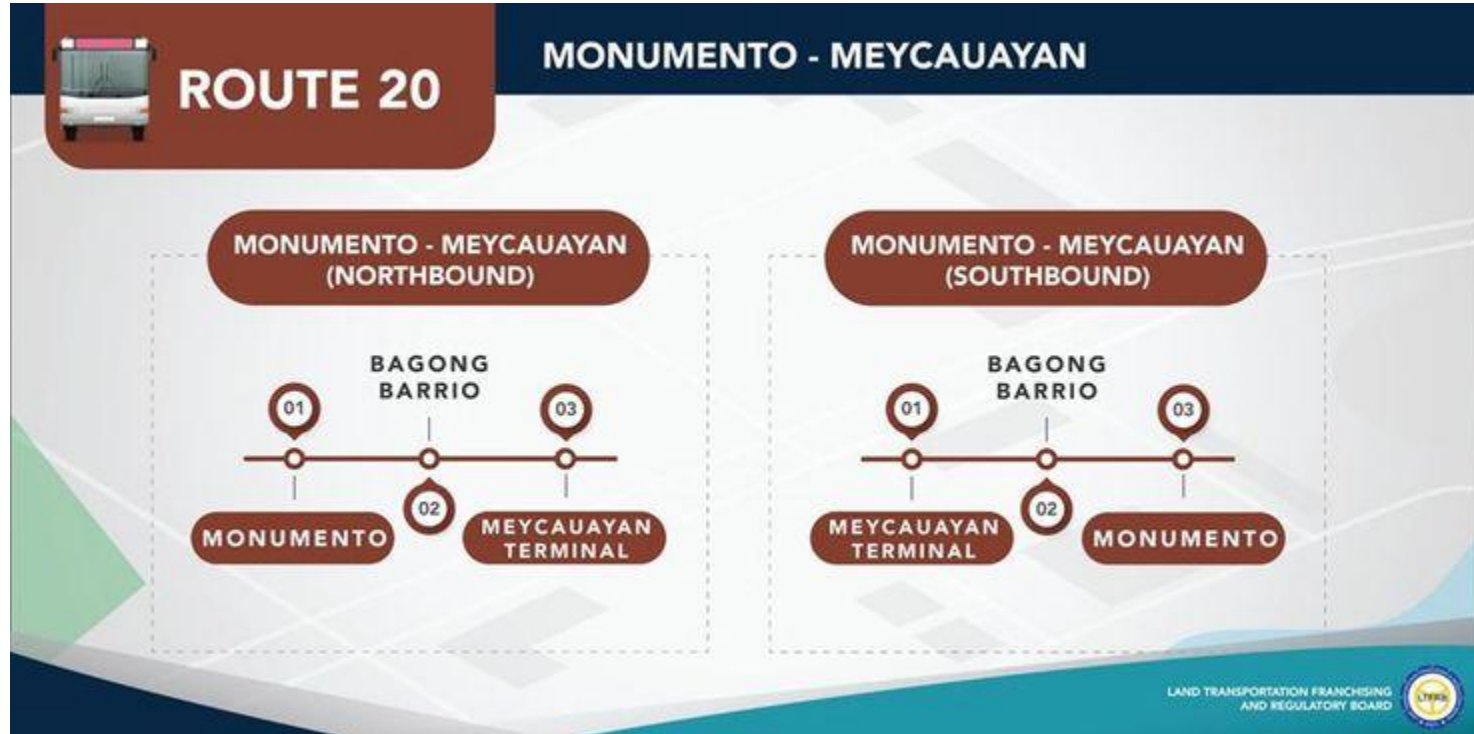 ROUTE 20
MONUMENTO - MEYCAUAYAN
MONUMENTO - MEYCAUAYAN
(NORTHBOUND)
BAGONG
BARRIO
01
03
02
MONUMENTO
MEYCAUAYAN
TERMINAL
MONUMENTO - MEYCAUAYAN
(SOUTHBOUND)
BAGONG
BARRIO
01
03
02
MEYCAUAYAN
TERMINAL
MONUMENTO
LAND TRANSPORTATION FRANCHISING
AND REGULATORY BOARD